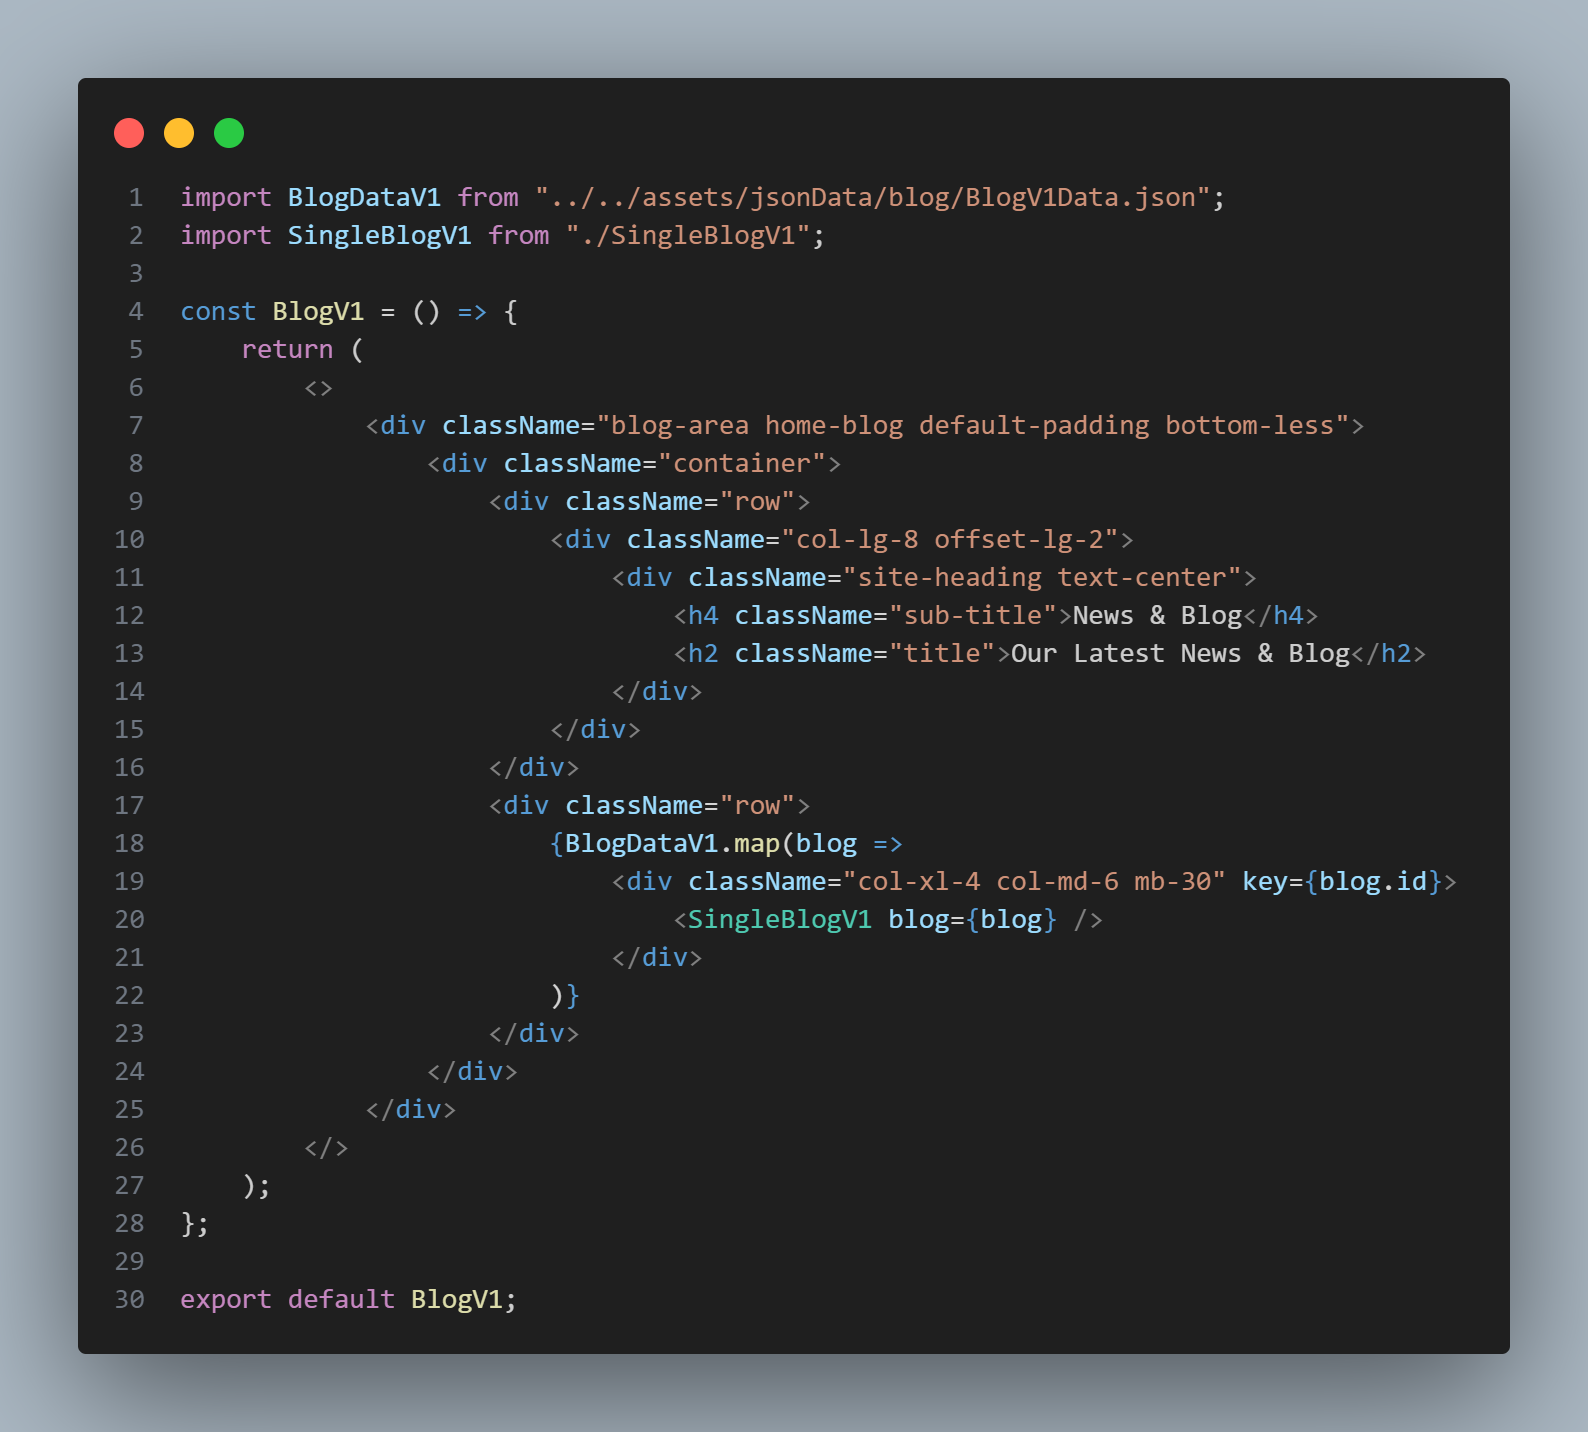 1 import BlogDataV1 from "../../assets/jsonData/blog/BlogV1Data.json";
2 import SingleBlogV1 from "./SingleBlogV1";
3
4 const BlogV1 = () => {
5     return (
6         <>
7             <div className="blog-area home-blog default-padding bottom-less">
8                 <div className="container">
9                     <div className="row">
10                         <div className="col-lg-8 offset-lg-2">
11                             <div className="site-heading text-center">
12                                 <h4 className="sub-title">News & Blog</h4>
13                                 <h2 className="title">Our Latest News & Blog</h2>
14                             </div>
15                         </div>
16                     </div>
17                     <div className="row">
18                         {BlogDataV1.map(blog =>
19                             <div className="col-xl-4 col-md-6 mb-30" key={blog.id}>
20                                 <SingleBlogV1 blog={blog} />
21                             </div>
22                         )}
23                     </div>
24                 </div>
25             </div>
26         </>
27     );
28 };
29
30 export default BlogV1;